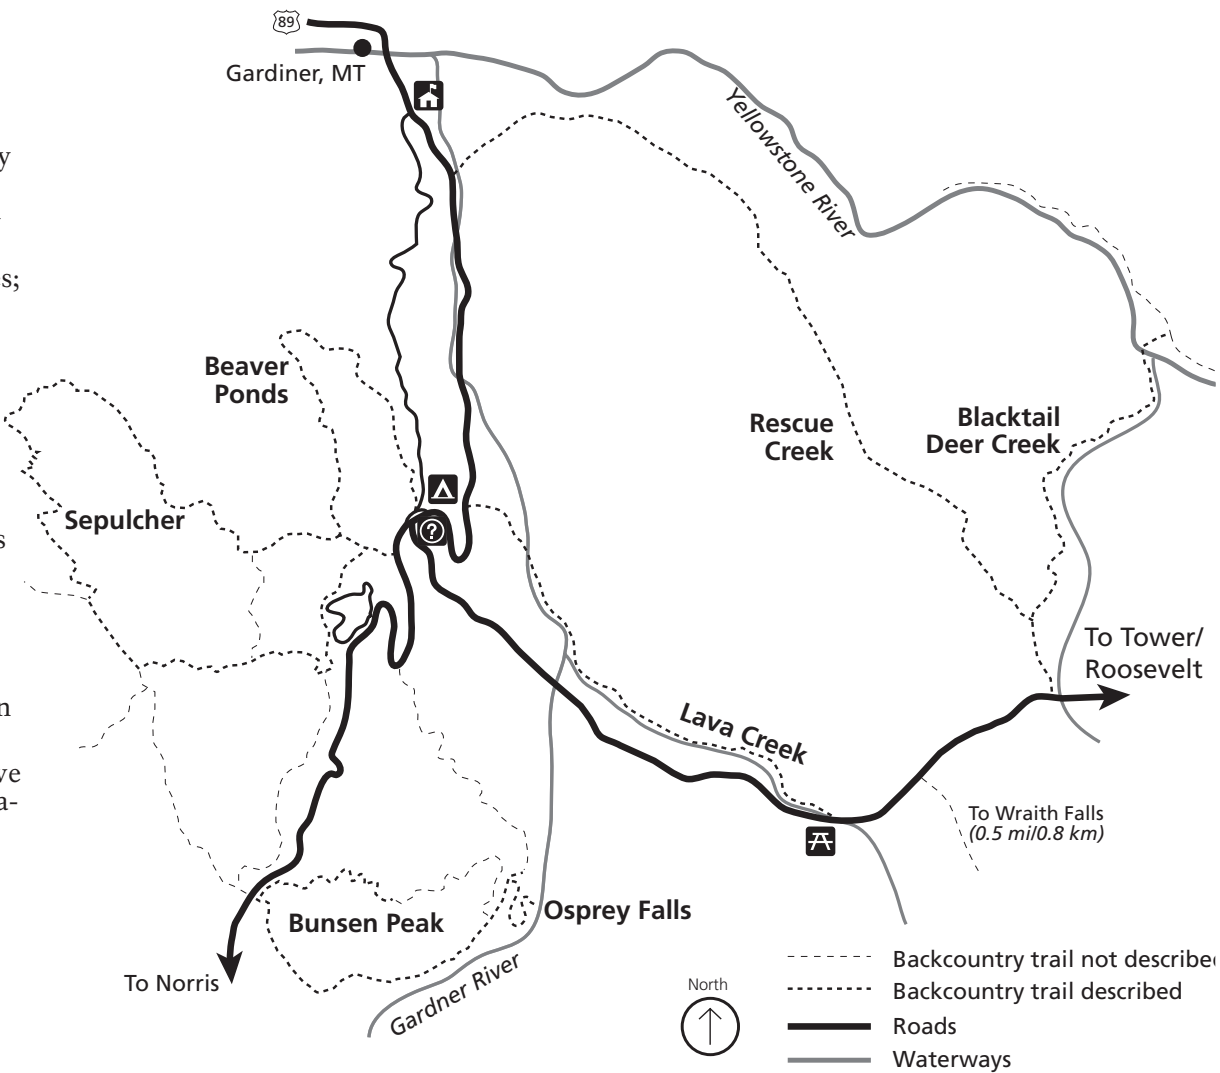 89
Gardiner, MT
Yellowstone River
y
s;
Beaver
Ponds
Rescue
Creek
Blacktail
Deer Creek
Sepulcher
?
s
To Tower/
Roosevelt
n
Lava Creek
ve
a-
To Wraith Falls
(0.5 mi/0.8 km)
Bunsen Peak
Osprey Falls
To Norris
Gardner River
North
Backcountry trail not describe
Backcountry trail described
Roads
Waterways